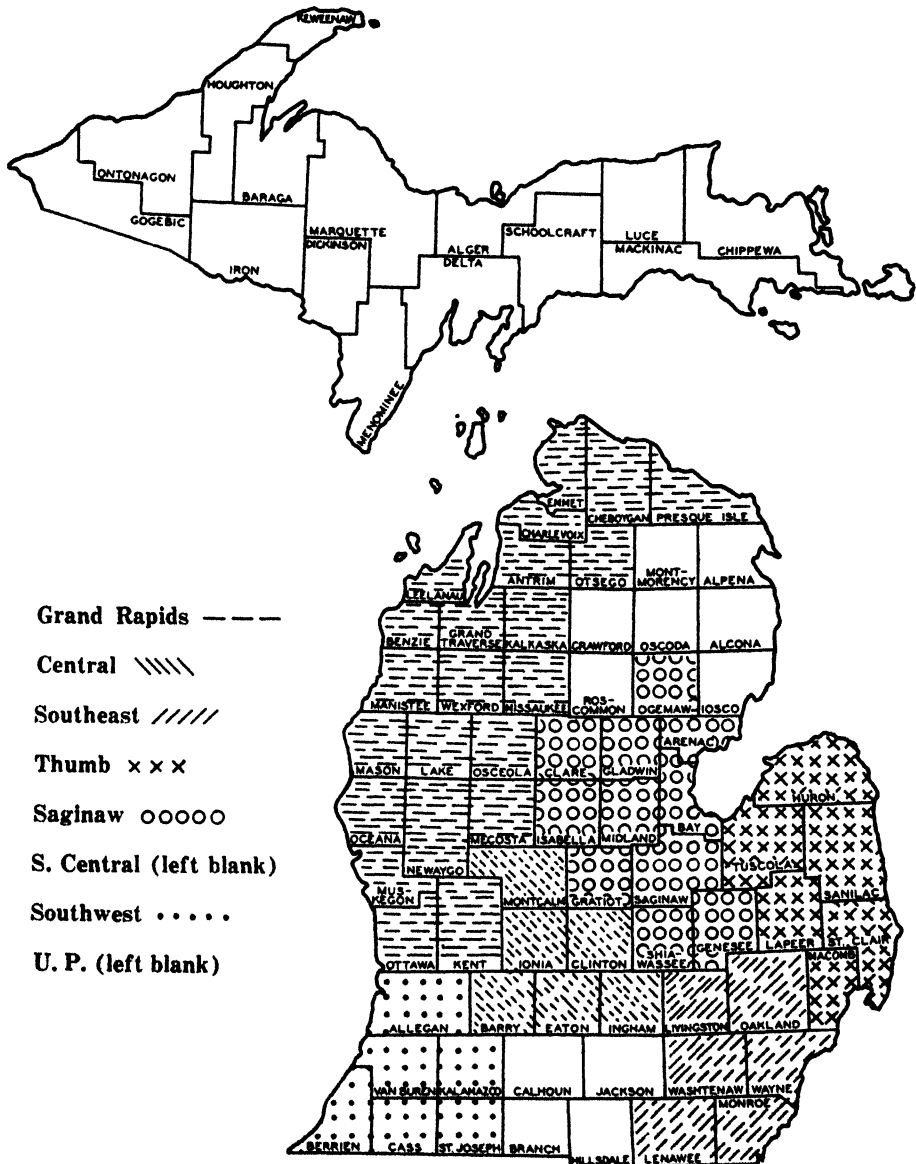 KEWEENAW
HOUGHTON
ONTONAGON
BARAGA
GOGEBIC
MARQUETTE
DICKINSON
IRON
ALGER
DELTA
SCHOOLCRAFT
LUCE
MACKINAC
CHIPPEWA
MENOMINEE
EMMET
CHEBOYGAN
PRESQUE ISLE
CHARLEVOIX
ANTRIM
OTSEGO
MONT-
MORENCY
ALPENA
LEELANAU
BENZIE
GRAND
TRAVERSE
KALKASKA
CRAWFORD
OSCODA
ALCONA
MANISTEE
WEXFORD
MISSAUKEE
ROS-
COMMON
OGEMAW
IOSCO
ARENAC
MASON
LAKE
OSCEOLA
CLARE
GLADWIN
HURON
OCEANA
NEWAYGO
MECOSTA
ISABELLA
MIDLAND
BAY
TUSCOLA
SANILAC
MUS-
KEGON
MONTCALM
GRATIOT
SAGINAW
GENESEE
LAPEER
ST. CLAIR
OTTAWA
KENT
IONIA
CLINTON
SHIA-
WASSEE
MACOMB
ALLEGAN
BARRY
EATON
INGHAM
LIVINGSTON
OAKLAND
VAN BUREN
KALAMAZOO
CALHOUN
JACKSON
WASHTENAW
WAYNE
BERRIEN
CASS
ST. JOSEPH
BRANCH
HILLSDALE
LENAWEE
MONROE
Grand Rapids
Central
Southeast
Thumb
Saginaw
S. Central (left blank)
Southwest
U. P. (left blank)